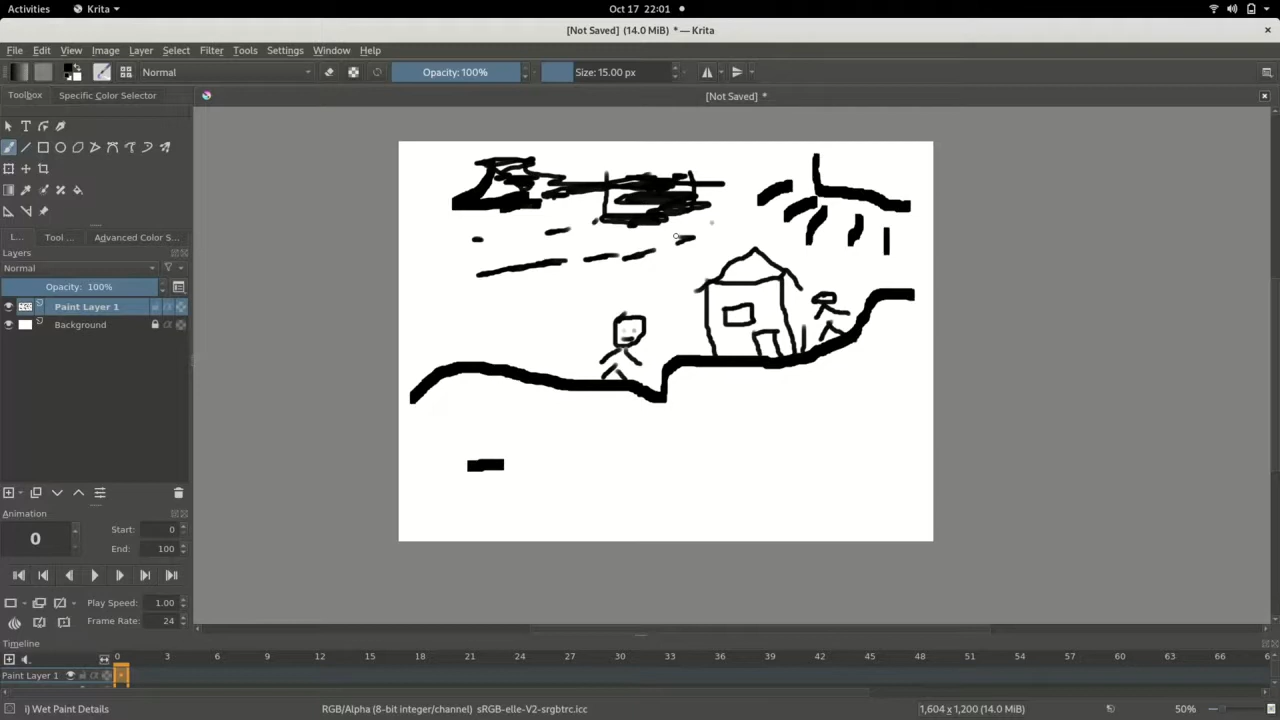 Activities Krita Oct 17 22:01
[Not Saved] (14.0 MiB) * — Krita
File Edit View Image Layer Select Filter Tools Settings Window Help
Normal Opacity: 100% Size: 15.00 px
Toolbox Specific Color Selector [Not Saved] *
L... Tool ... Advanced Color S...
Layers
Normal
Opacity: 100%
Paint Layer 1
Background
Animation
0 Start: 0
End: 100
Play Speed: 1.00
Frame Rate: 24
Timeline
0 3 6 9 12 15 18 21 24 27 30 33 36 39 42 45 48 51 54 57 60 63 66 6
Paint Layer 1
i) Wet Paint Details RGB/Alpha (8-bit integer/channel) sRGB-elle-V2-srgbtrc.icc 1,604 x 1,200 (14.0 MiB) 50%